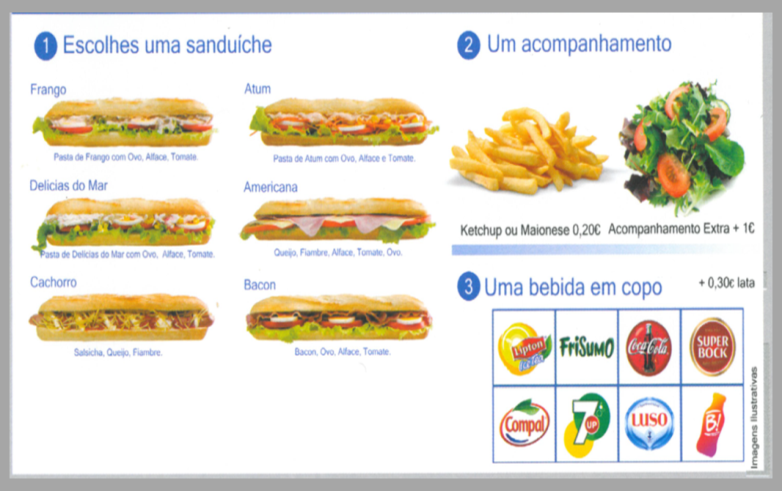 1 Escolhes uma sanduíche
Frango
Pasta de Frango com Ovo, Alface, Tomate.
Atum
Pasta de Atum com Ovo, Alface e Tomate.
Delicias do Mar
Pasta de Delicias do Mar com Ovo, Alface, Tomate.
Americana
Queijo, Fiambre, Alface, Tomate, Ovo.
Cachorro
Salsicha, Queijo, Fiambre.
Bacon
Bacon, Ovo, Alface, Tomate.
2 Um acompanhamento
Ketchup ou Maionese 0,20€
Acompanhamento Extra + 1€
3 Uma bebida em copo
+ 0,30€ lata
Lipton
ICE TEA
FRISUMO
Coca-Cola
SUPER
BOCK
Compal
7UP
LUSO
B!
Imagens Ilustrativas